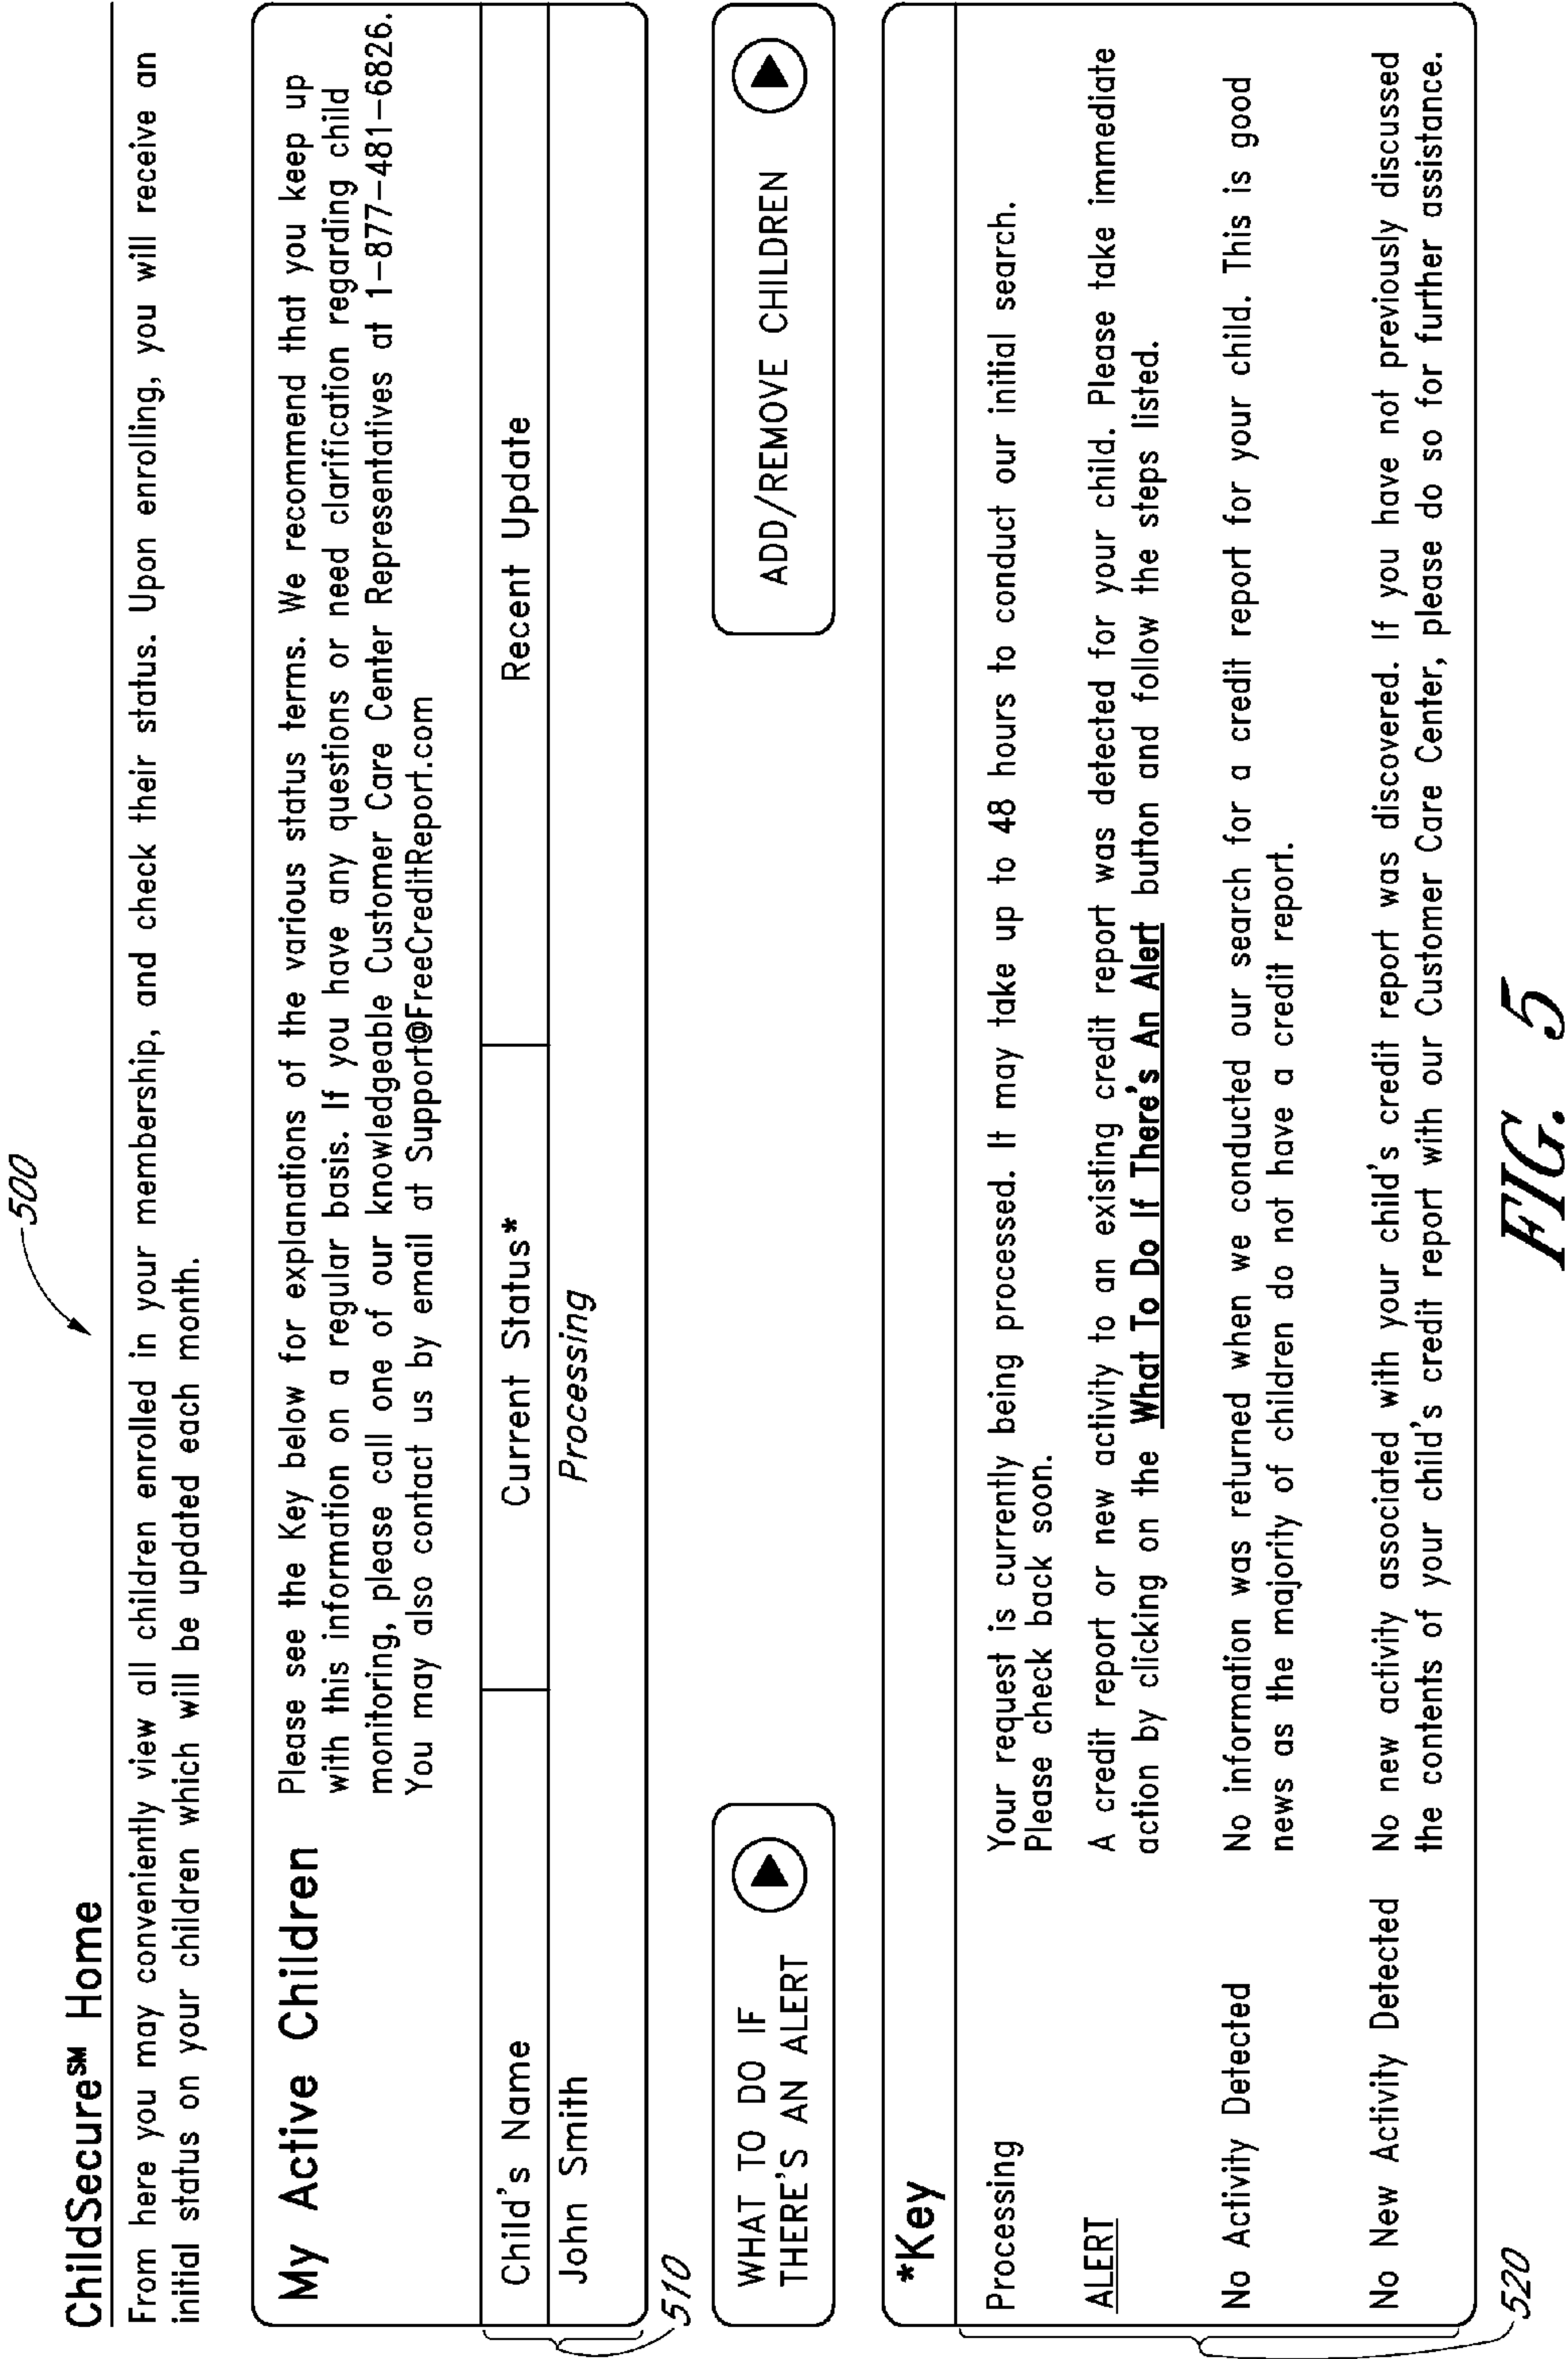 500
ChildSecure℠ Home
From here you may conveniently view all children enrolled in your membership, and check their status. Upon enrolling, you will receive an
initial status on your children which will be updated each month.
My Active Children
Please see the Key below for explanations of the various status terms. We recommend that you keep up
with this information on a regular basis. If you have any questions or need clarification regarding child
monitoring, please call one of our knowledgeable Customer Care Center Representatives at 1-877-481-6826.
You may also contact us by email at Support@FreeCreditReport.com
Child's Name Current Status* Recent Update
John Smith Processing
510
WHAT TO DO IF
THERE'S AN ALERT
ADD/REMOVE CHILDREN
*Key
Processing Your request is currently being processed. It may take up to 48 hours to conduct our initial search.
Please check back soon.
ALERT A credit report or new activity to an existing credit report was detected for your child. Please take immediate
action by clicking on the What To Do If There's An Alert button and follow the steps listed.
No Activity Detected No information was returned when we conducted our search for a credit report for your child. This is good
news as the majority of children do not have a credit report.
No New Activity Detected No new activity associated with your child's credit report was discovered. If you have not previously discussed
the contents of your child's credit report with our Customer Care Center, please do so for further assistance.
520
FIG. 5